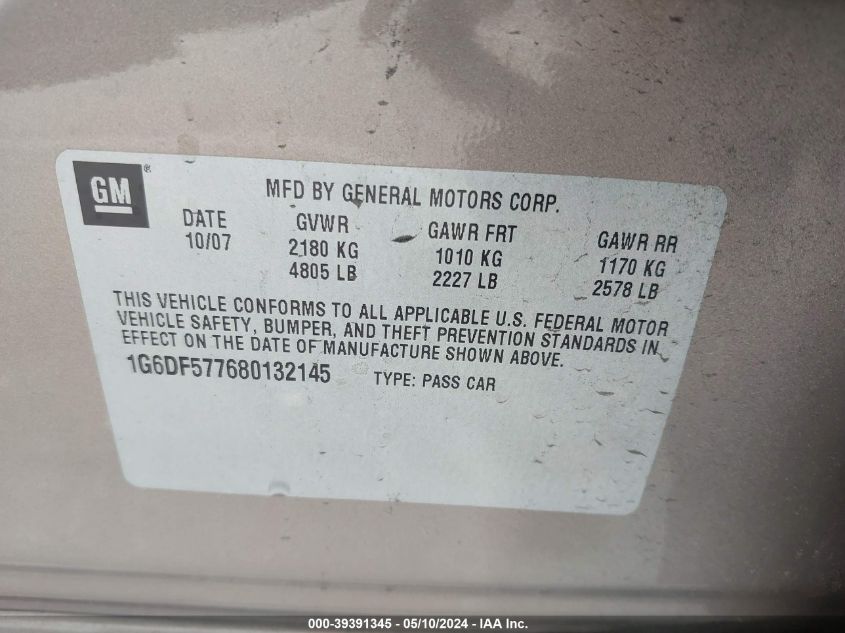 GM ®
MFD BY GENERAL MOTORS CORP.
DATE GVWR GAWR FRT GAWR RR
10/07 2180 KG 1010 KG 1170 KG
4805 LB 2227 LB 2578 LB
THIS VEHICLE CONFORMS TO ALL APPLICABLE U.S. FEDERAL MOTOR
VEHICLE SAFETY, BUMPER, AND THEFT PREVENTION STANDARDS IN
EFFECT ON THE DATE OF MANUFACTURE SHOWN ABOVE.
1G6DF577680132145 TYPE: PASS CAR
000-39391345 - 05/10/2024 - IAA Inc.